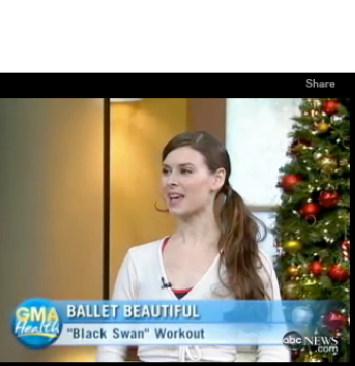 Share
GMA
Health
BALLET BEAUTIFUL
"Black Swan" Workout
abc NEWS
.com